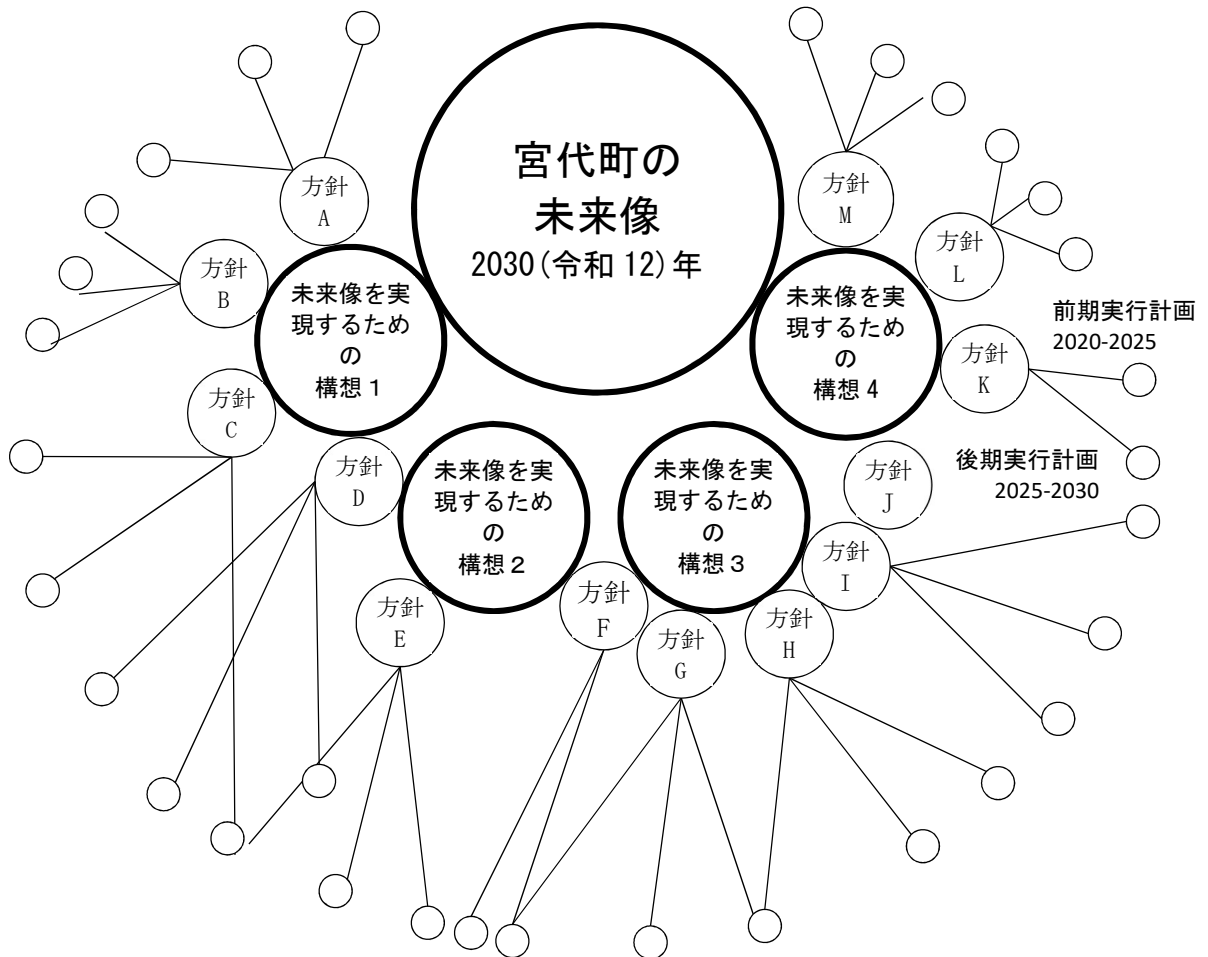 宮代町の
未来像
2030(令和12)年
方針
A
方針
B
方針
C
方針
D
未来像を実
現するため
の
構想1
方針
E
未来像を実
現するため
の
構想2
方針
F
方針
G
未来像を実
現するため
の
構想3
方針
H
方針
I
方針
J
未来像を実
現するため
の
構想4
方針
K
方針
L
方針
M
前期実行計画
2020-2025
後期実行計画
2025-2030